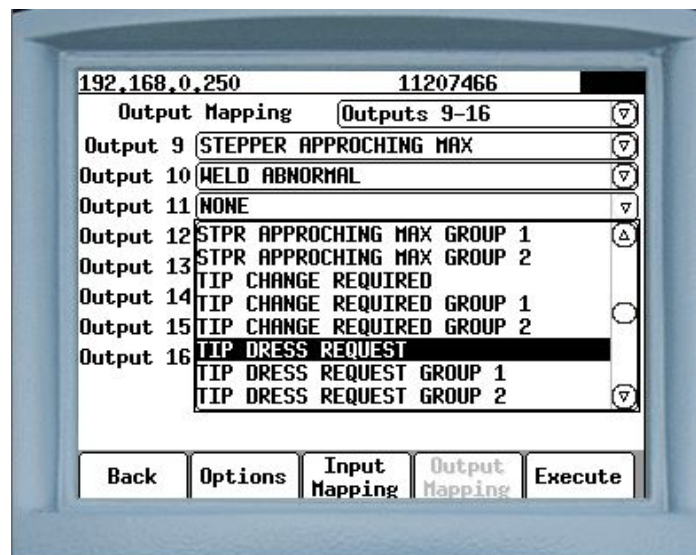 192.168.0.250 11207466
Output Mapping Outputs 9-16
Output 9 STEPPER APPROCHING MAX
Output 10 WELD ABNORMAL
Output 11 NONE
Output 12 STPR APPROCHING MAX GROUP 1
STPR APPROCHING MAX GROUP 2
Output 13
TIP CHANGE REQUIRED
Output 14
TIP CHANGE REQUIRED GROUP 1
Output 15 TIP CHANGE REQUIRED GROUP 2
TIP DRESS REQUEST
Output 16
TIP DRESS REQUEST GROUP 1
TIP DRESS REQUEST GROUP 2
Back Options Input Mapping Output Mapping Execute